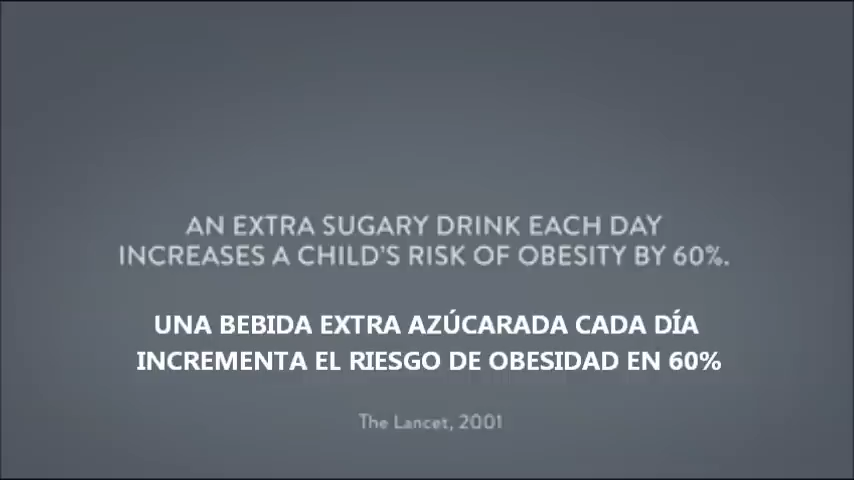 AN EXTRA SUGARY DRINK EACH DAY
INCREASES A CHILD'S RISK OF OBESITY BY 60%.
UNA BEBIDA EXTRA AZÚCARADA CADA DÍA
INCREMENTA EL RIESGO DE OBESIDAD EN 60%
The Lancet, 2001